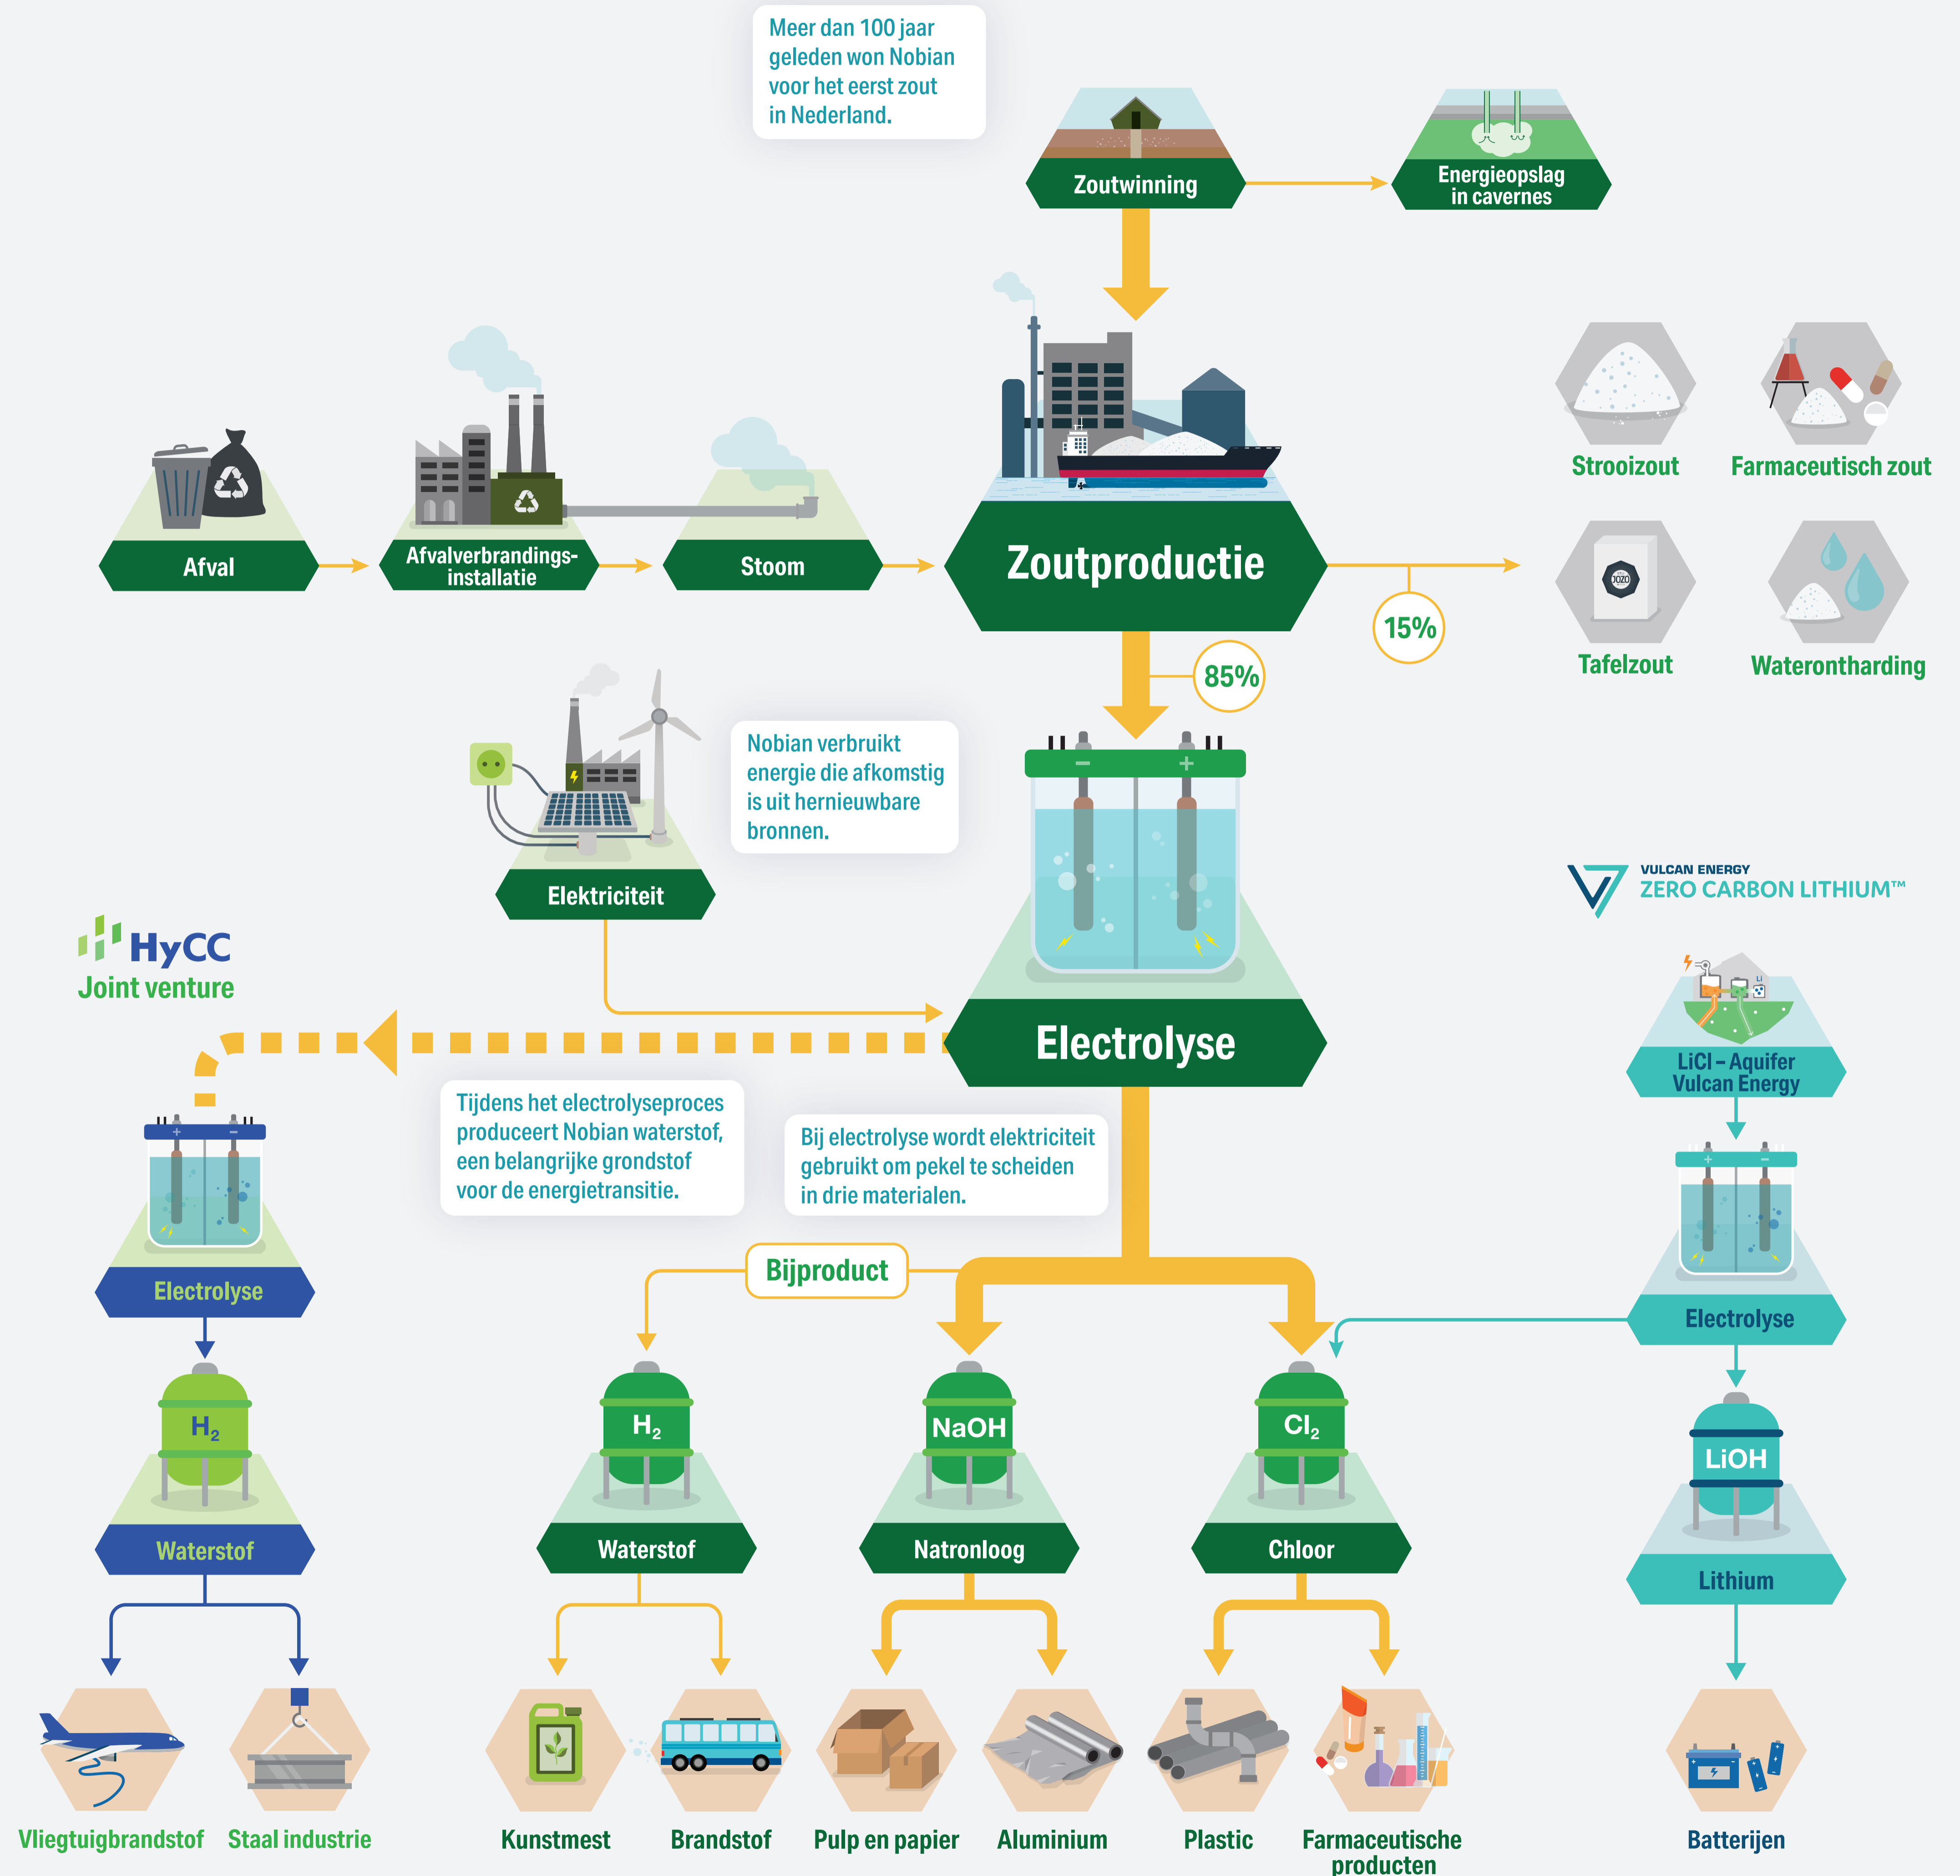 Meer dan 100 jaar
geleden won Nobian
voor het eerst zout
in Nederland.
Zoutwinning
Energieopslag
in cavernes
Strooizout
Farmaceutisch zout
Afval
Afvalverbrandings-
installatie
Stoom
Zoutproductie
15%
JOZO
Tafelzout
Waterontharding
85%
Nobian verbruikt
energie die afkomstig
is uit hernieuwbare
bronnen.
- +
Elektriciteit
VULCAN ENERGY
ZERO CARBON LITHIUM™
HyCC
Joint venture
Electrolyse
Li
LiCl – Aquifer
Vulcan Energy
Tijdens het electrolyseproces
produceert Nobian waterstof,
een belangrijke grondstof
voor de energietransitie.
Bij electrolyse wordt elektriciteit
gebruikt om pekel te scheiden
in drie materialen.
+ -
Electrolyse
+ -
Electrolyse
Bijproduct
H2
H2
NaOH
Cl2
LiOH
Waterstof
Waterstof
Natronloog
Chloor
Lithium
Vliegtuigbrandstof
Staal industrie
Kunstmest
Brandstof
Pulp en papier
Aluminium
Plastic
Farmaceutische
producten
Batterijen